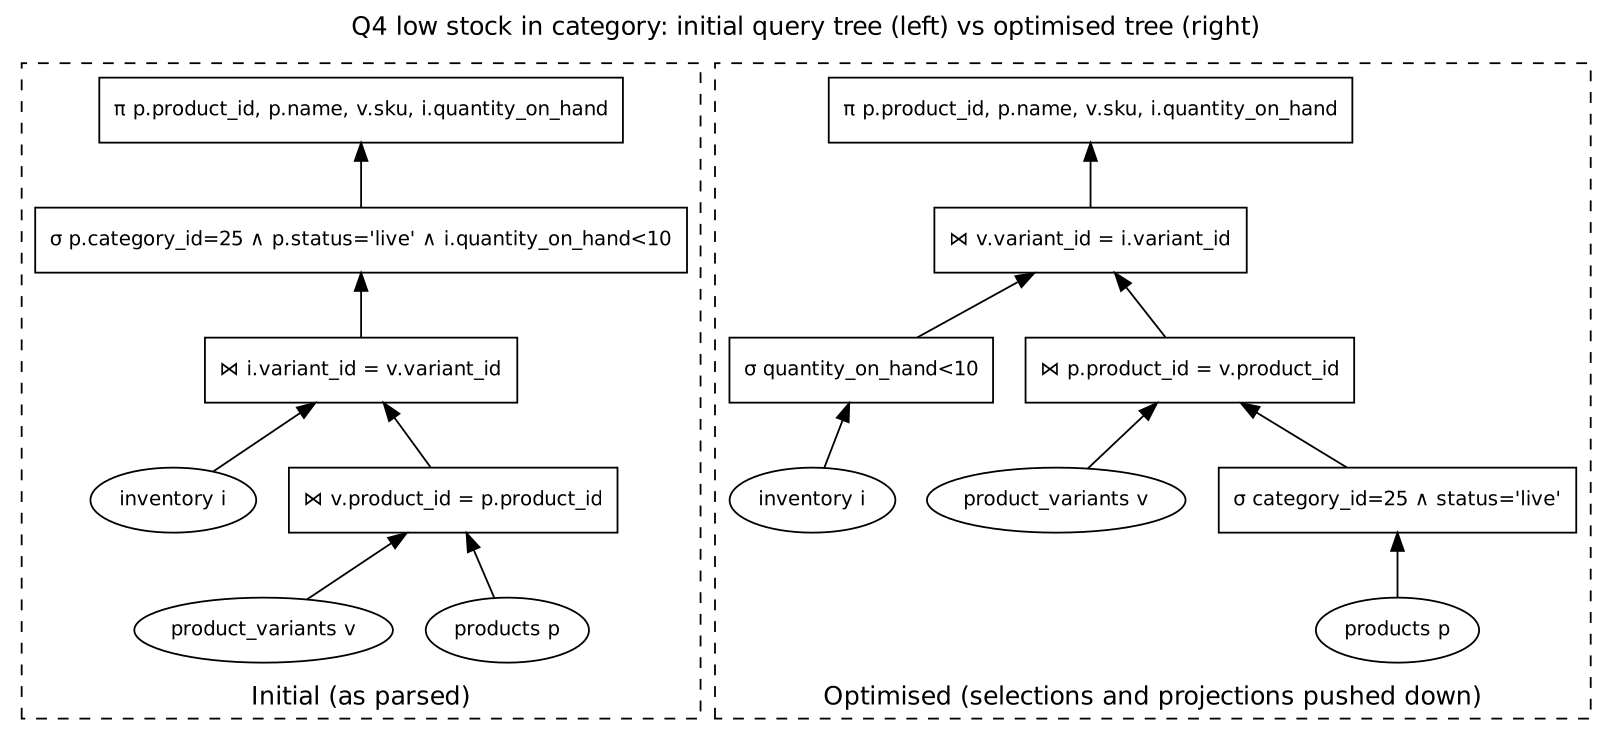 Q4 low stock in category: initial query tree (left) vs optimised tree (right)
π p.product_id, p.name, v.sku, i.quantity_on_hand
σ p.category_id=25 ∧ p.status='live' ∧ i.quantity_on_hand<10
⋈ i.variant_id = v.variant_id
inventory i
⋈ v.product_id = p.product_id
product_variants v
products p
Initial (as parsed)
π p.product_id, p.name, v.sku, i.quantity_on_hand
⋈ v.variant_id = i.variant_id
σ quantity_on_hand<10
⋈ p.product_id = v.product_id
inventory i
product_variants v
σ category_id=25 ∧ status='live'
products p
Optimised (selections and projections pushed down)